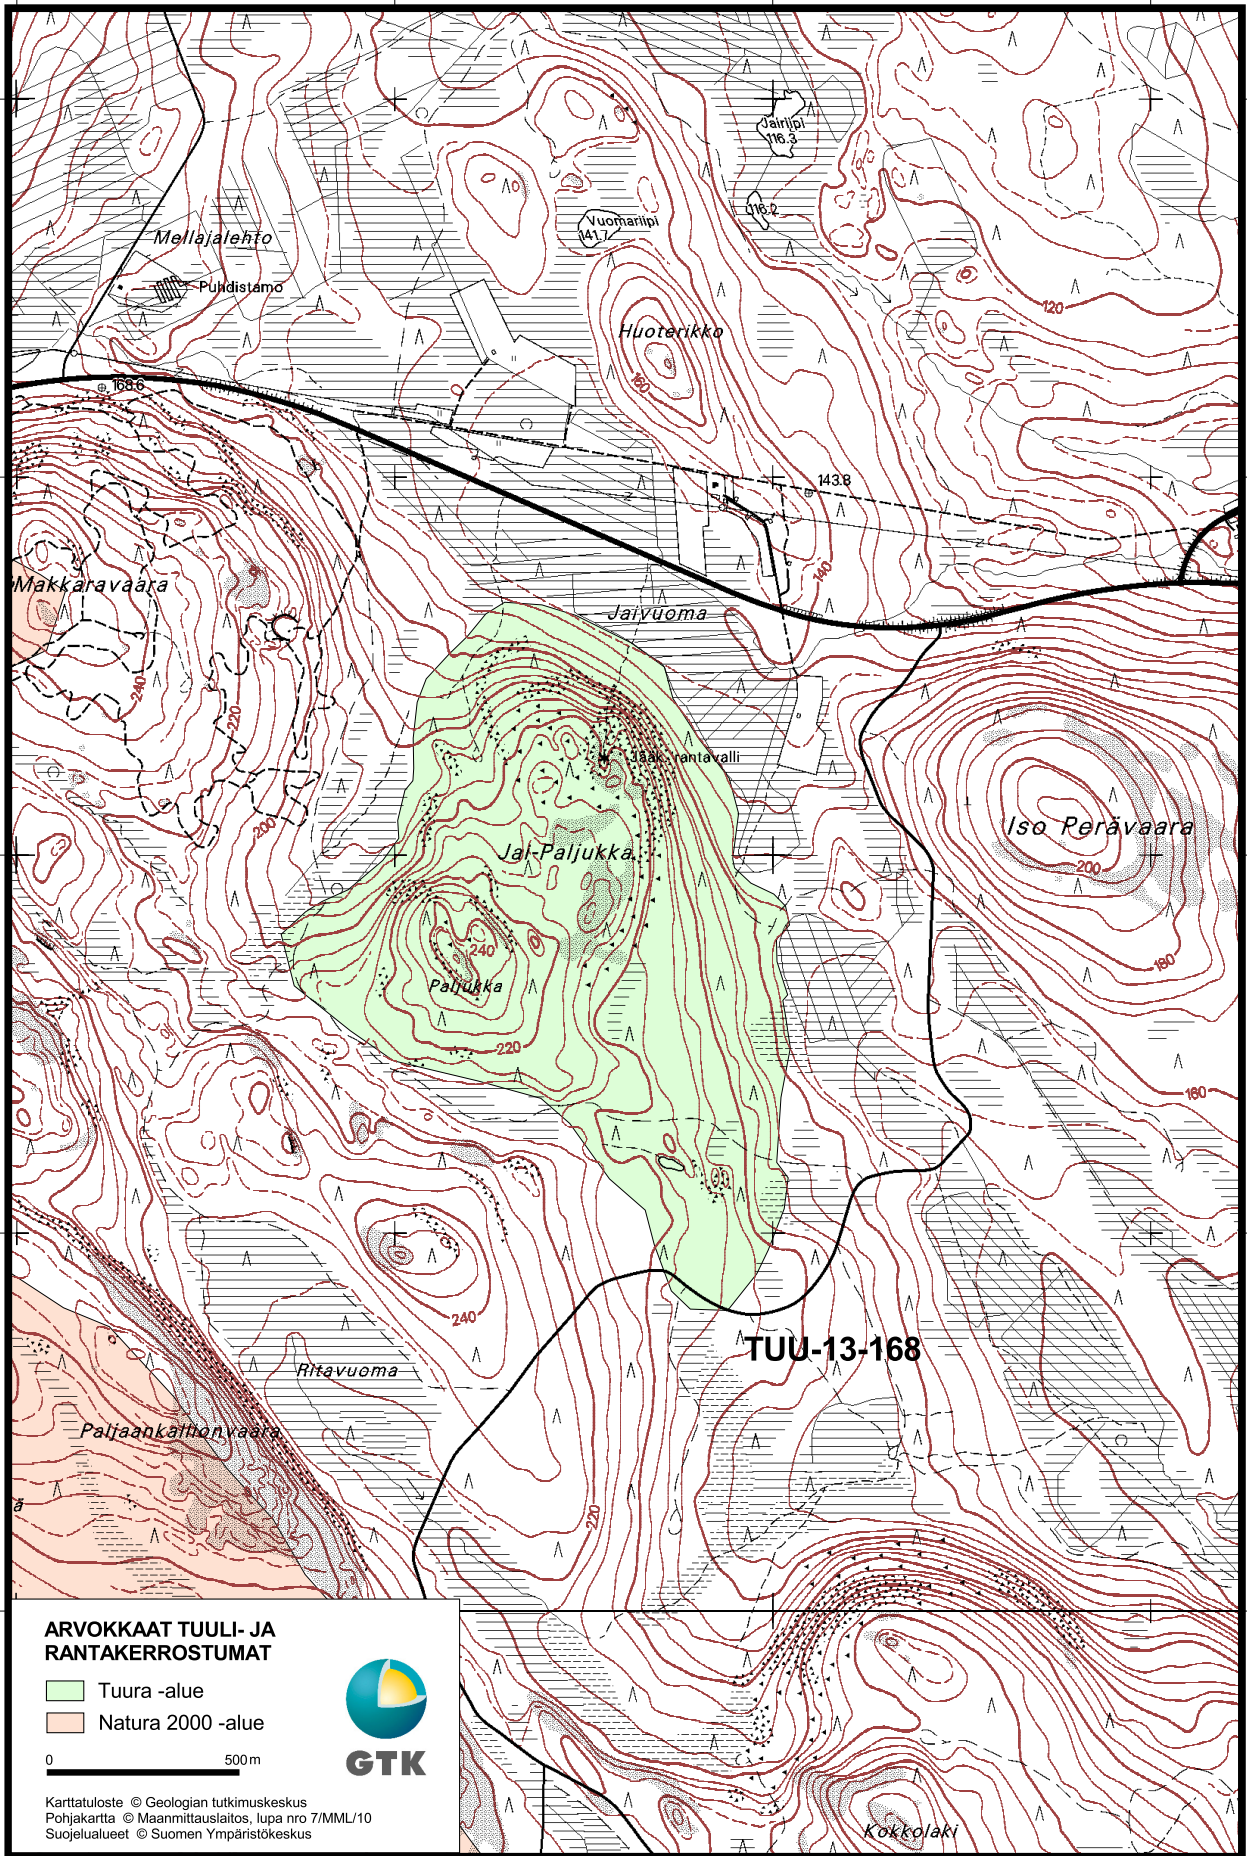 Jäiriipi
116.3
116.2
Vuomariipi
141.7
Mellajalehto
Puhdistamo
120
Huoterikko
160
168.6
143.8
140
Makkaravaara
Jaivuoma
240
220
Jääk. rantavalli
200
Iso Perävaara
Jai-Paljukka
200
240
Paljukka
180
220
160
240
TUU-13-168
Ritavuoma
Paljaankallionvaara
ä
220
ARVOKKAAT TUULI- JA
RANTAKERROSTUMAT
Tuura -alue
Natura 2000 -alue
0 500 m
GTK
Karttatuloste © Geologian tutkimuskeskus
Pohjakartta © Maanmittauslaitos, lupa nro 7/MML/10
Suojelualueet © Suomen Ympäristökeskus
Kokkolaki